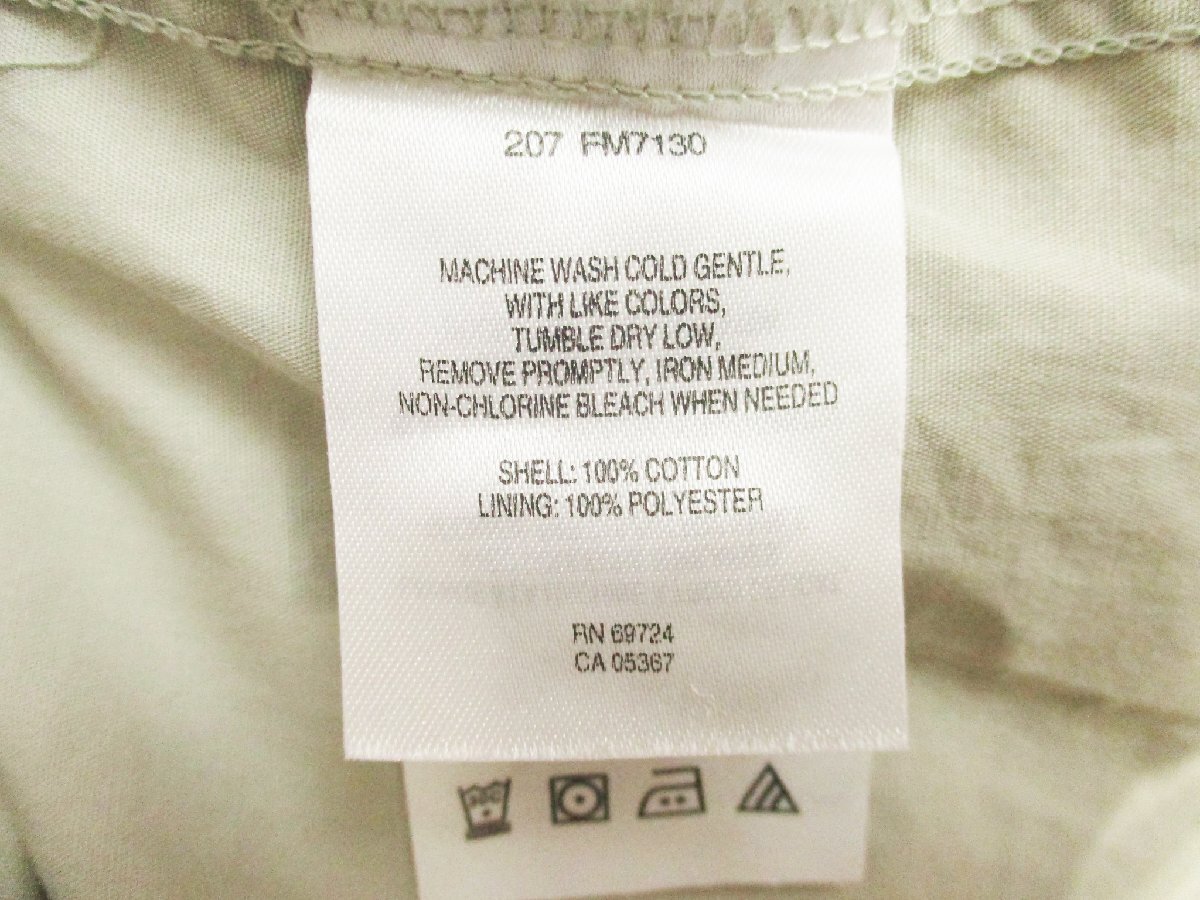 207 RM7130
MACHINE WASH COLD GENTLE,
WITH LIKE COLORS,
TUMBLE DRY LOW,
REMOVE PROMPTLY, IRON MEDIUM,
NON-CHLORINE BLEACH WHEN NEEDED
SHELL: 100% COTTON
LINING: 100% POLYESTER
RN 69724
CA 05367